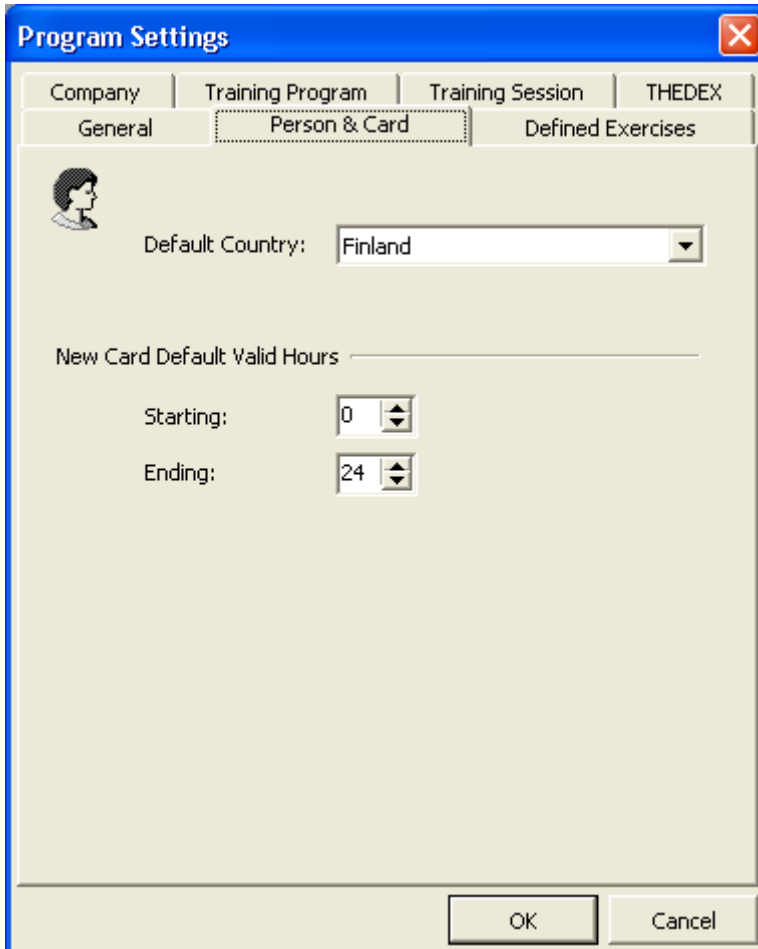 Program Settings
Company Training Program Training Session THEDEX
General Person & Card Defined Exercises
Default Country: Finland
New Card Default Valid Hours
Starting: 0
Ending: 24
OK Cancel